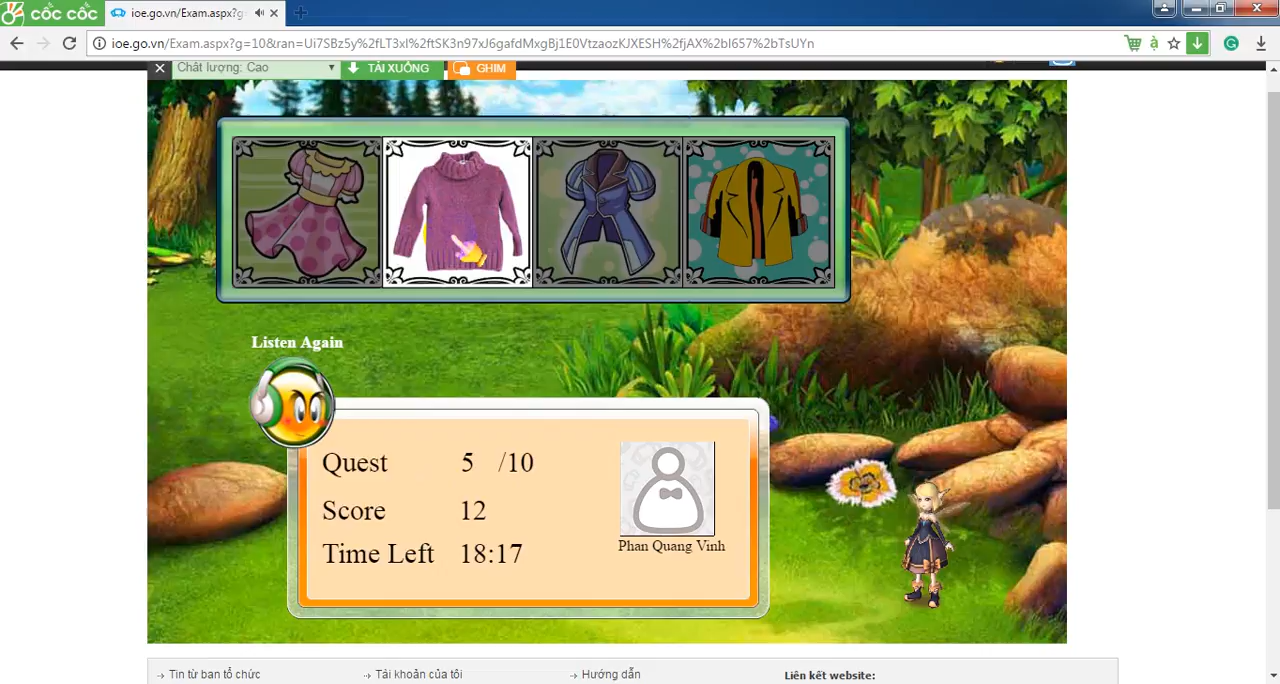 cốc cốc
ioe.go.vn/Exam.aspx?g
ioe.go.vn/Exam.aspx?g=10&ran=Ui7SBz5y%2fLT3xI%2ftSK3n97xJ6gafdMxgBj1E0VtzaozKJXESH%2fjAX%2bI657%2bTsUYn
Chất lượng: Cao
TẢI XUỐNG
GHIM
Listen Again
Quest 5 /10
Score 12
Time Left 18:17
Phan Quang Vinh
Tin từ ban tổ chức
Tài khoản của tôi
Hướng dẫn
Liên kết website: